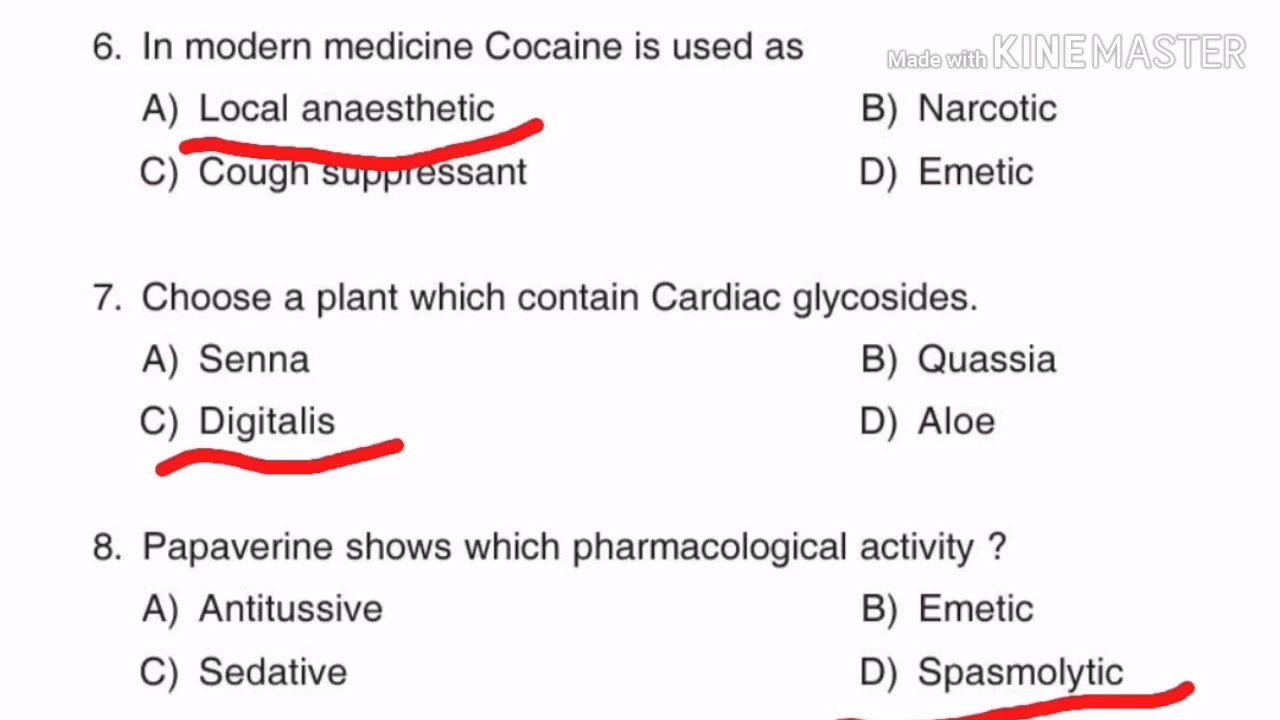 6. In modern medicine Cocaine is used as
Made with KINEMASTER
A) Local anaesthetic B) Narcotic
C) Cough suppressant D) Emetic
7. Choose a plant which contain Cardiac glycosides.
A) Senna B) Quassia
C) Digitalis D) Aloe
8. Papaverine shows which pharmacological activity ?
A) Antitussive B) Emetic
C) Sedative D) Spasmolytic